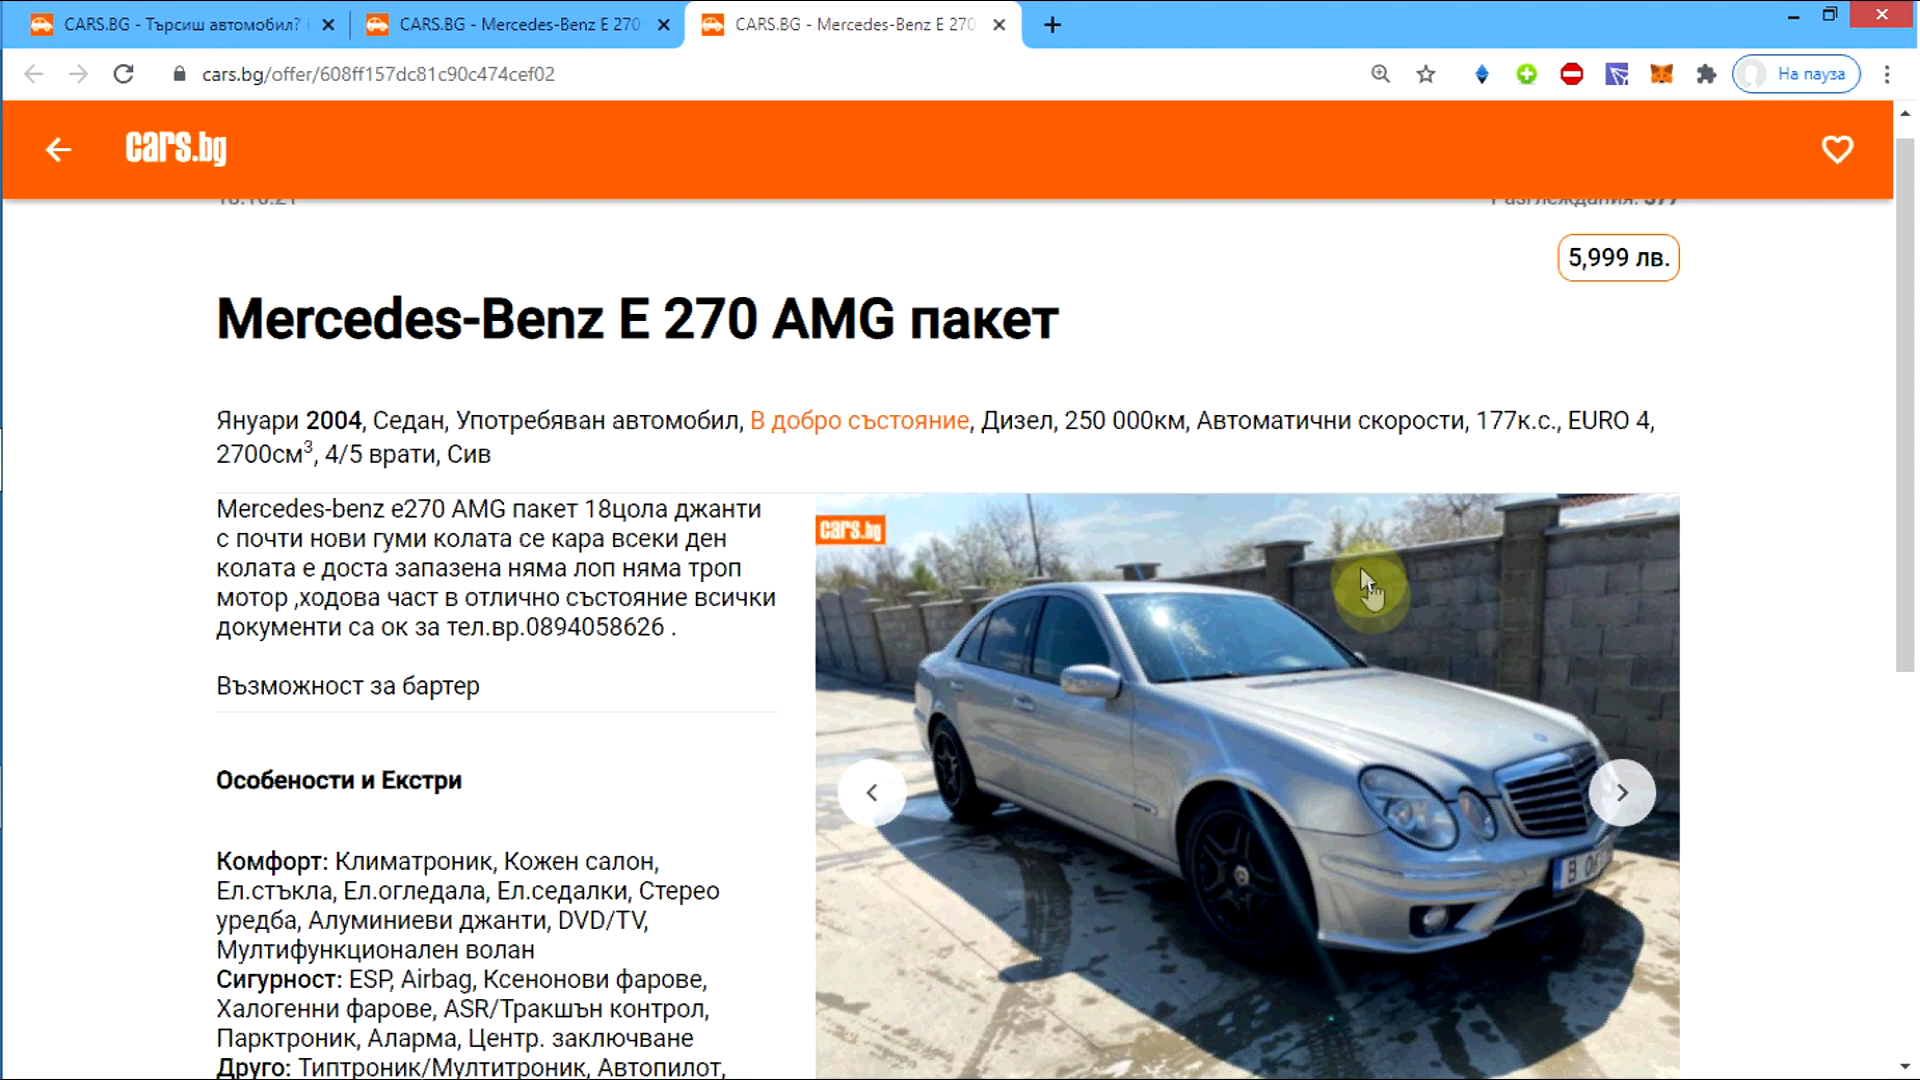 CARS.BG - Търсиш автомобил?
CARS.BG - Mercedes-Benz E 270
CARS.BG - Mercedes-Benz E 270
cars.bg/offer/608ff157dc81c90c474cef02
На пауза
cars.bg
Разглеждания: 377
5,999 лв.
Mercedes-Benz E 270 AMG пакет
Януари 2004, Седан, Употребяван автомобил, В добро състояние, Дизел, 250 000км, Автоматични скорости, 177к.с., EURO 4,
2700см³, 4/5 врати, Сив
Mercedes-benz e270 AMG пакет 18цола джанти
с почти нови гуми колата се кара всеки ден
колата е доста запазена няма лоп няма троп
мотор ,ходова част в отлично състояние всички
документи са ок за тел.вр.0894058626 .
Възможност за бартер
cars.bg
Особености и Екстри
Комфорт: Климатроник, Кожен салон,
Ел.стъкла, Ел.огледала, Ел.седалки, Стерео
уредба, Алуминиеви джанти, DVD/TV,
Мултифункционален волан
Сигурност: ESP, Airbag, Ксенонови фарове,
Халогенни фарове, ASR/Тракшън контрол,
Парктроник, Аларма, Центр. заключване
Друго: Типтроник/Мултитроник, Автопилот,